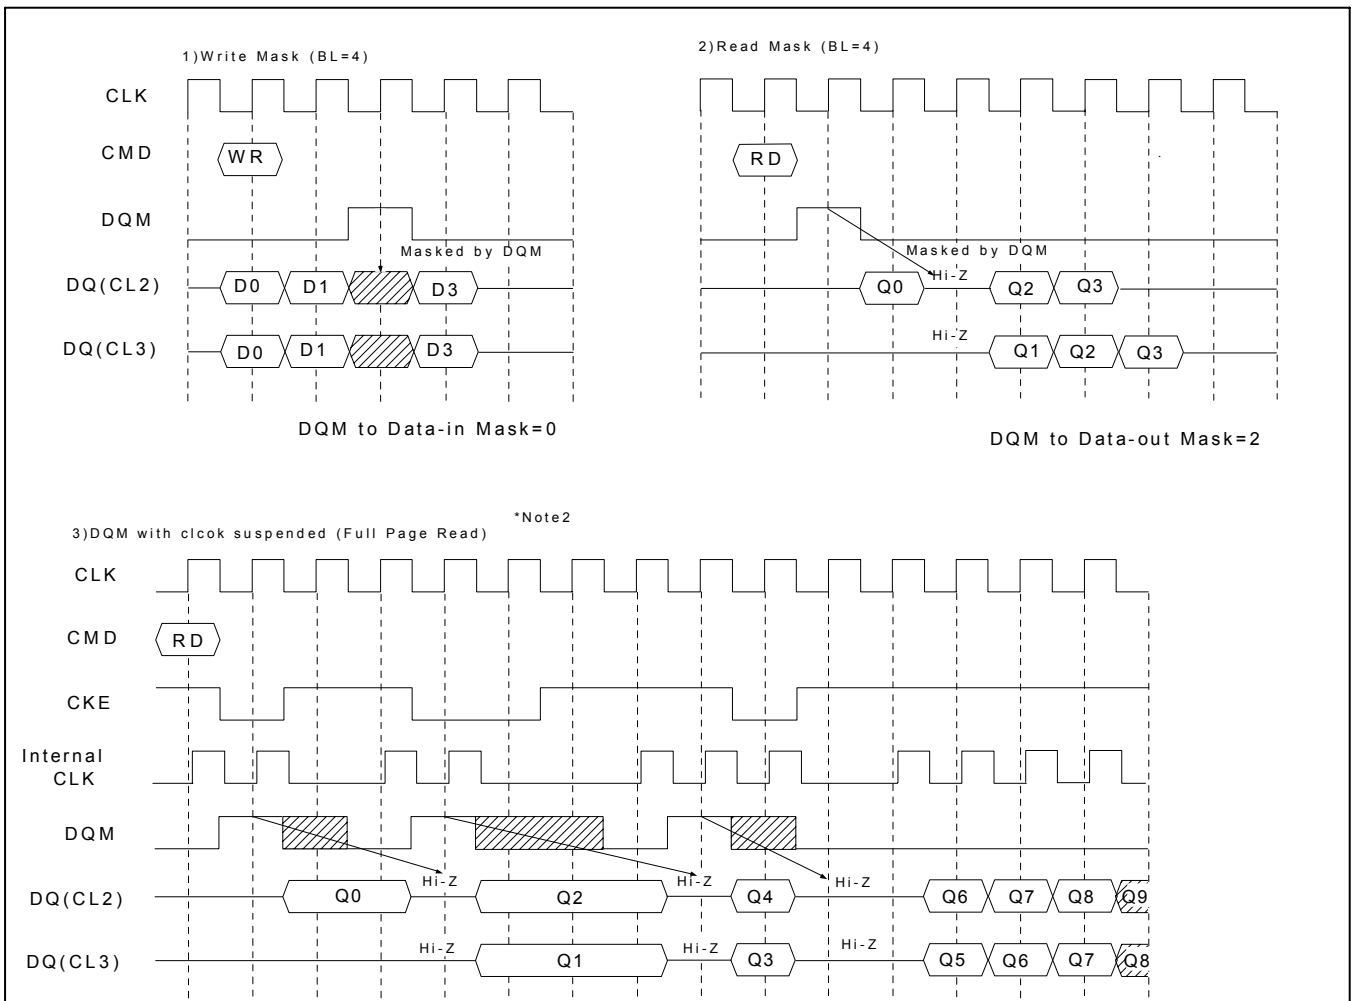 1)Write Mask (BL=4)
CLK
CMD
WR
DQM
Masked by DQM
DQ(CL2)
D0 D1 D3
DQ(CL3)
D0 D1 D3
DQM to Data-in Mask=0
2)Read Mask (BL=4)
RD
Masked by DQM
Hi-Z
Q0 Q2 Q3
Hi-Z
Q1 Q2 Q3
DQM to Data-out Mask=2
*Note2
3)DQM with clcok suspended (Full Page Read)
CLK
CMD
RD
CKE
Internal
CLK
DQM
Hi-Z Hi-Z Hi-Z
DQ(CL2)
Q0 Q2 Q4 Q6 Q7 Q8 Q9
Hi-Z Hi-Z Hi-Z
DQ(CL3)
Q1 Q3 Q5 Q6 Q7 Q8